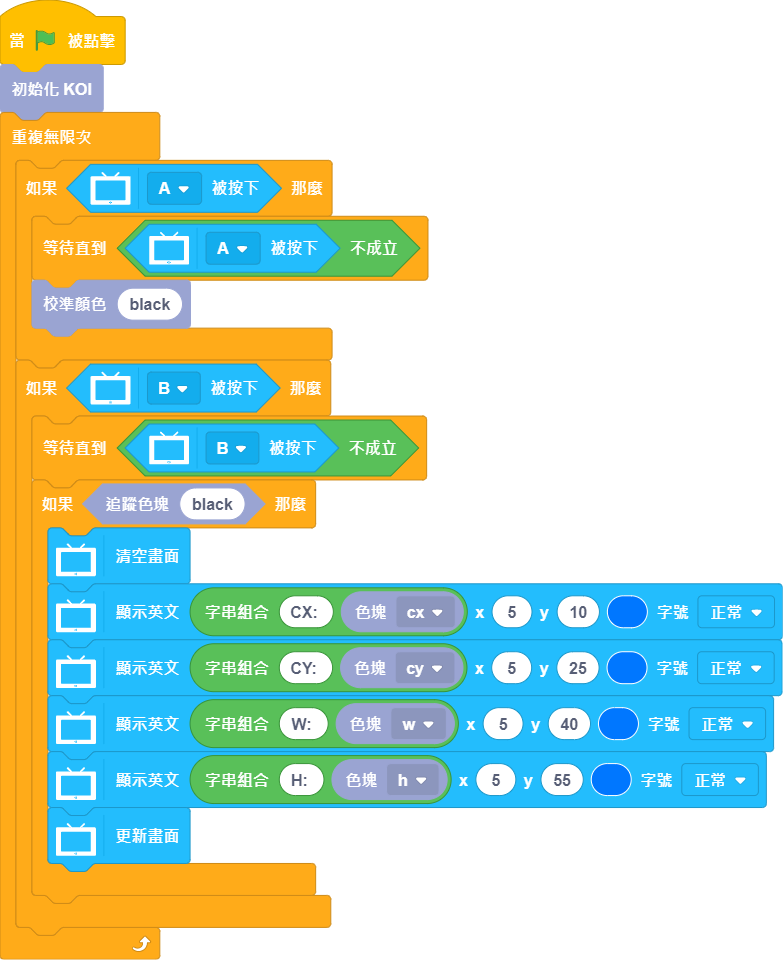 當 被點擊
初始化 KOI
重複無限次
如果 A 被按下 那麼
等待直到 A 被按下 不成立
校準顏色 black
如果 B 被按下 那麼
等待直到 B 被按下 不成立
如果 追蹤色塊 black 那麼
清空畫面
顯示英文 字串組合 CX: 色塊 cx x 5 y 10 字號 正常
顯示英文 字串組合 CY: 色塊 cy x 5 y 25 字號 正常
顯示英文 字串組合 W: 色塊 w x 5 y 40 字號 正常
顯示英文 字串組合 H: 色塊 h x 5 y 55 字號 正常
更新畫面